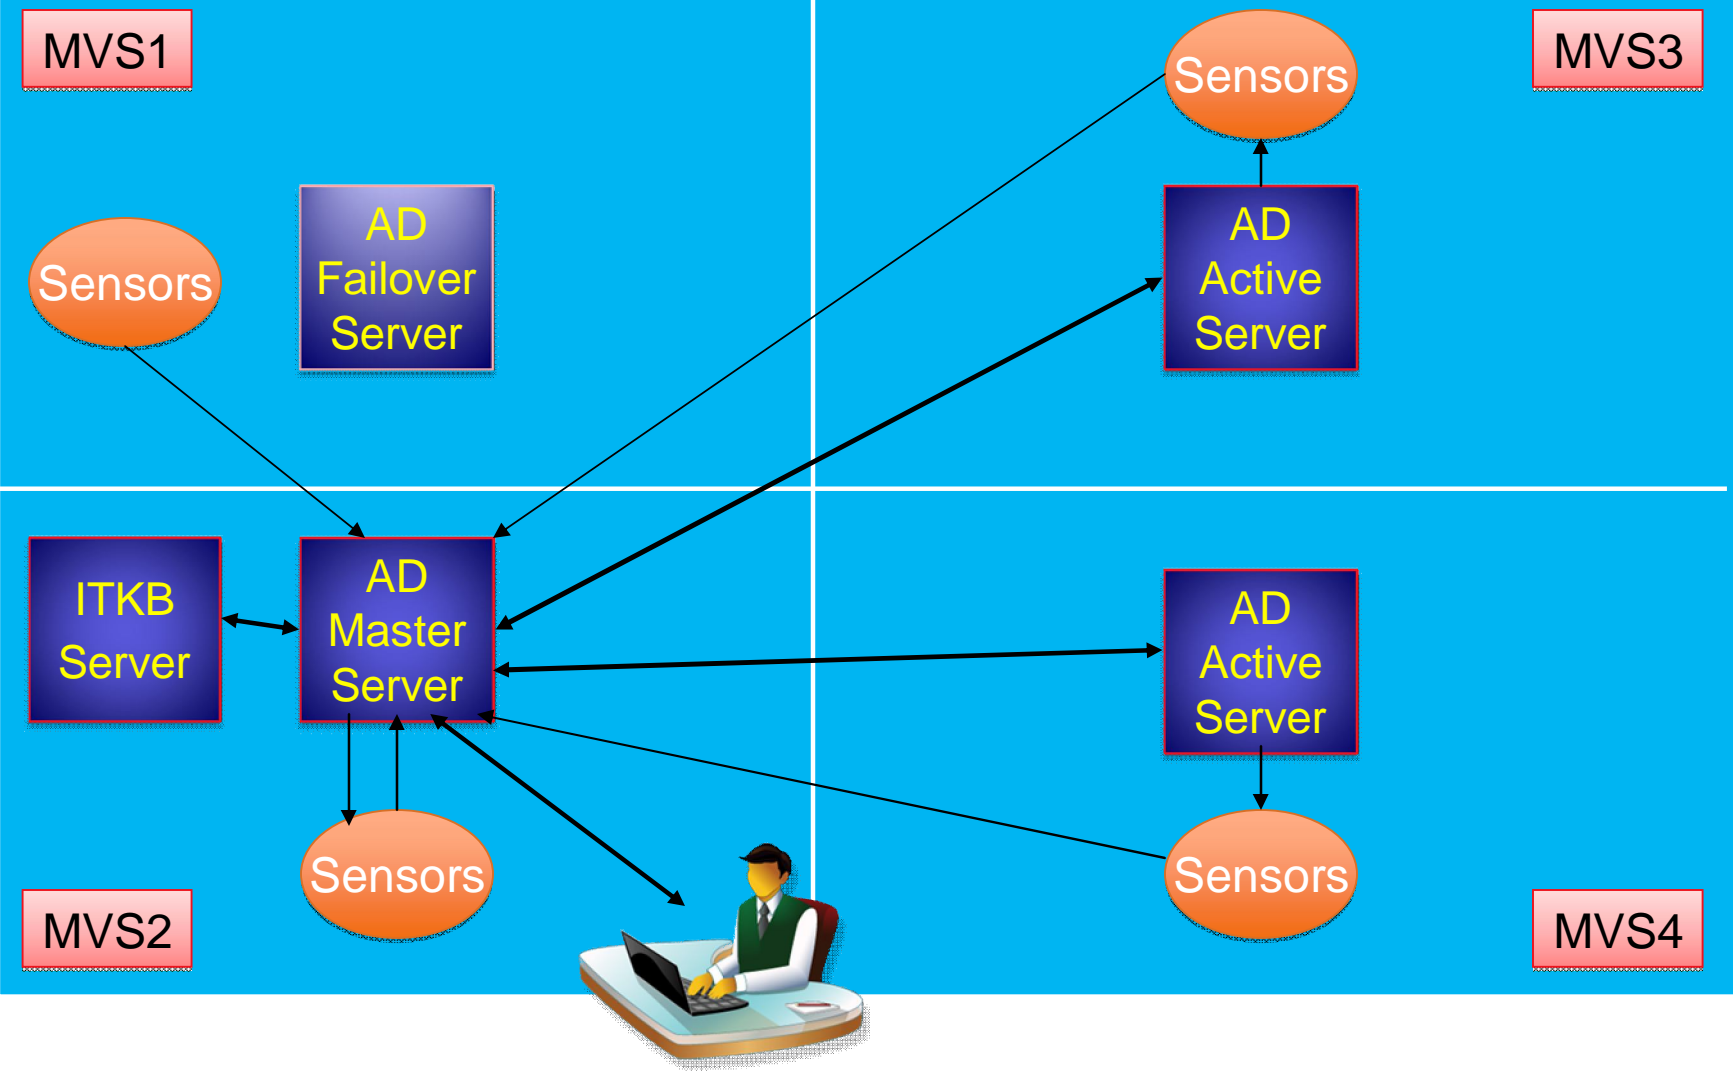 MVS1
Sensors
AD
Failover
Server
MVS3
Sensors
AD
Active
Server
ITKB
Server
AD
Master
Server
Sensors
MVS2
AD
Active
Server
Sensors
MVS4